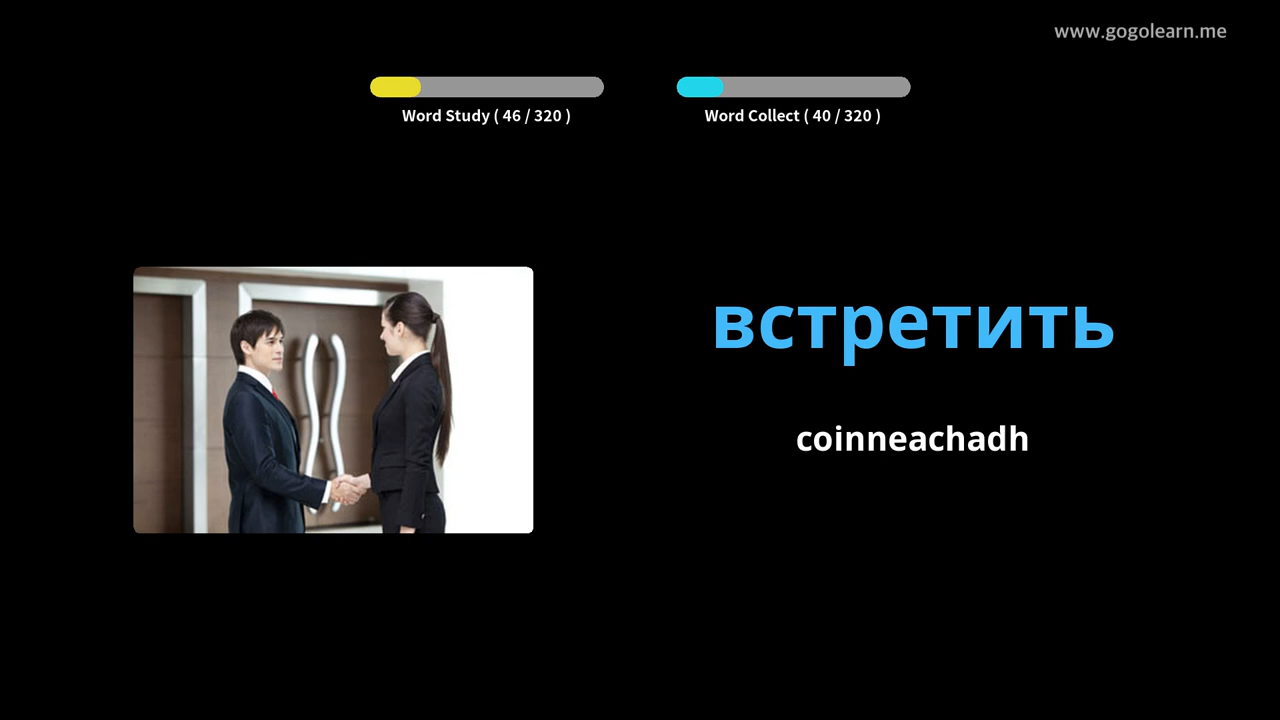 www.gogolearn.me
Word Study ( 46 / 320 )
Word Collect ( 40 / 320 )
встретить
coinneachadh